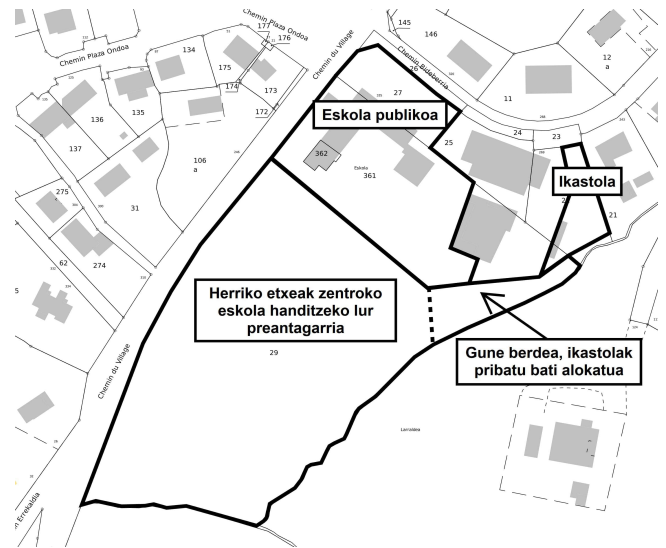 145
177
176
Chemin Plaza Ondoa
Chemin Plaza Ondoa
134
175
174
173
172
135
136
137
106
a
275
31
62
274
Chemin du Village
Chemin Bideberria
146
26
27
11
12
a
24
23
25
21
Eskola publikoa
362
Eskola
361
Ikastola
Herriko etxeak zentroko
eskola handitzeko lur
preantagarria
29
Gune berdea, ikastolak
pribatu bati alokatua
Larraldea
Chemin du Village
in Errekaldia